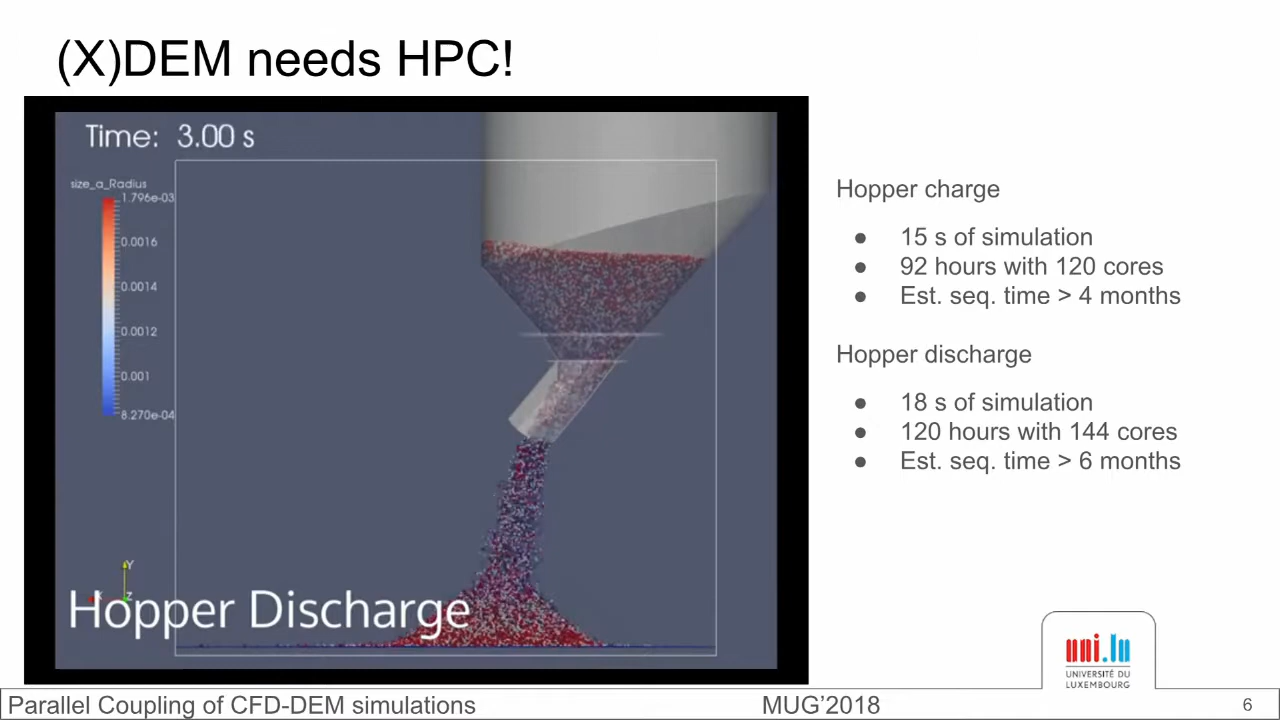 (X)DEM needs HPC!
Time: 3.00 s
size_a_Radius
1.796e-03
0.0016
0.0014
0.0012
0.001
8.270e-04
Y
Z
Hopper Discharge
Hopper charge
● 15 s of simulation
● 92 hours with 120 cores
● Est. seq. time > 4 months
Hopper discharge
● 18 s of simulation
● 120 hours with 144 cores
● Est. seq. time > 6 months
uni.lu
UNIVERSITÉ DU
LUXEMBOURG
Parallel Coupling of CFD-DEM simulations
MUG’2018
6